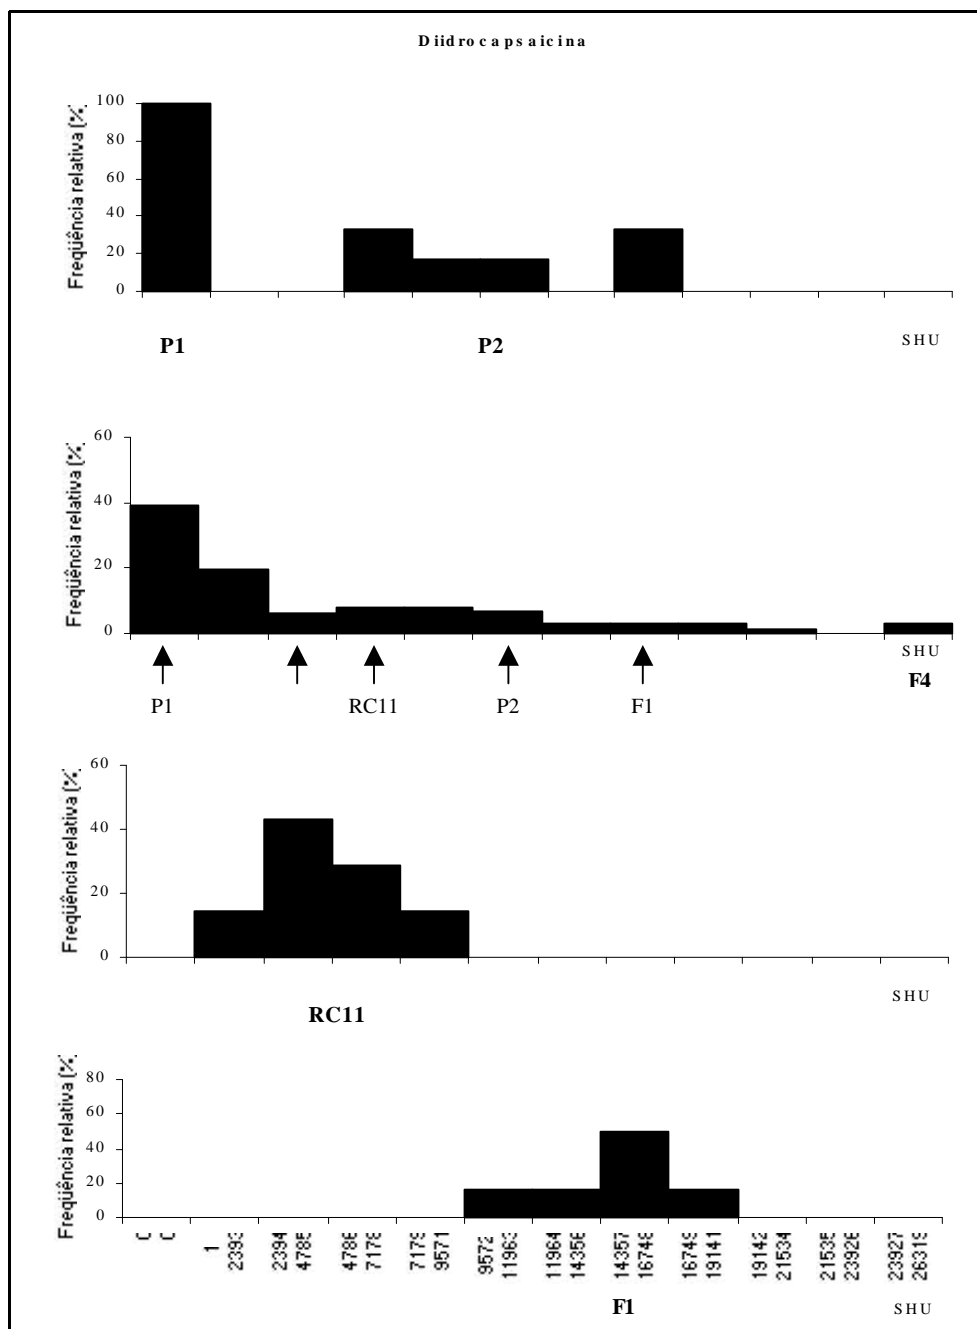 Diidrocapsaicina
Freqüência relativa (%)
100
80
60
40
20
0
P1
P2
SHU
Freqüência relativa (%)
60
40
20
0
SHU
F4
P1
RC11
P2
F1
Freqüência relativa (%)
60
40
20
0
SHU
RC11
Freqüência relativa (%)
80
60
40
20
0
1
2393
2394
4785
4786
7178
7179
9571
9572
11963
11964
14356
14357
16748
16749
19141
19142
21534
21535
23926
23927
26319
F1
SHU